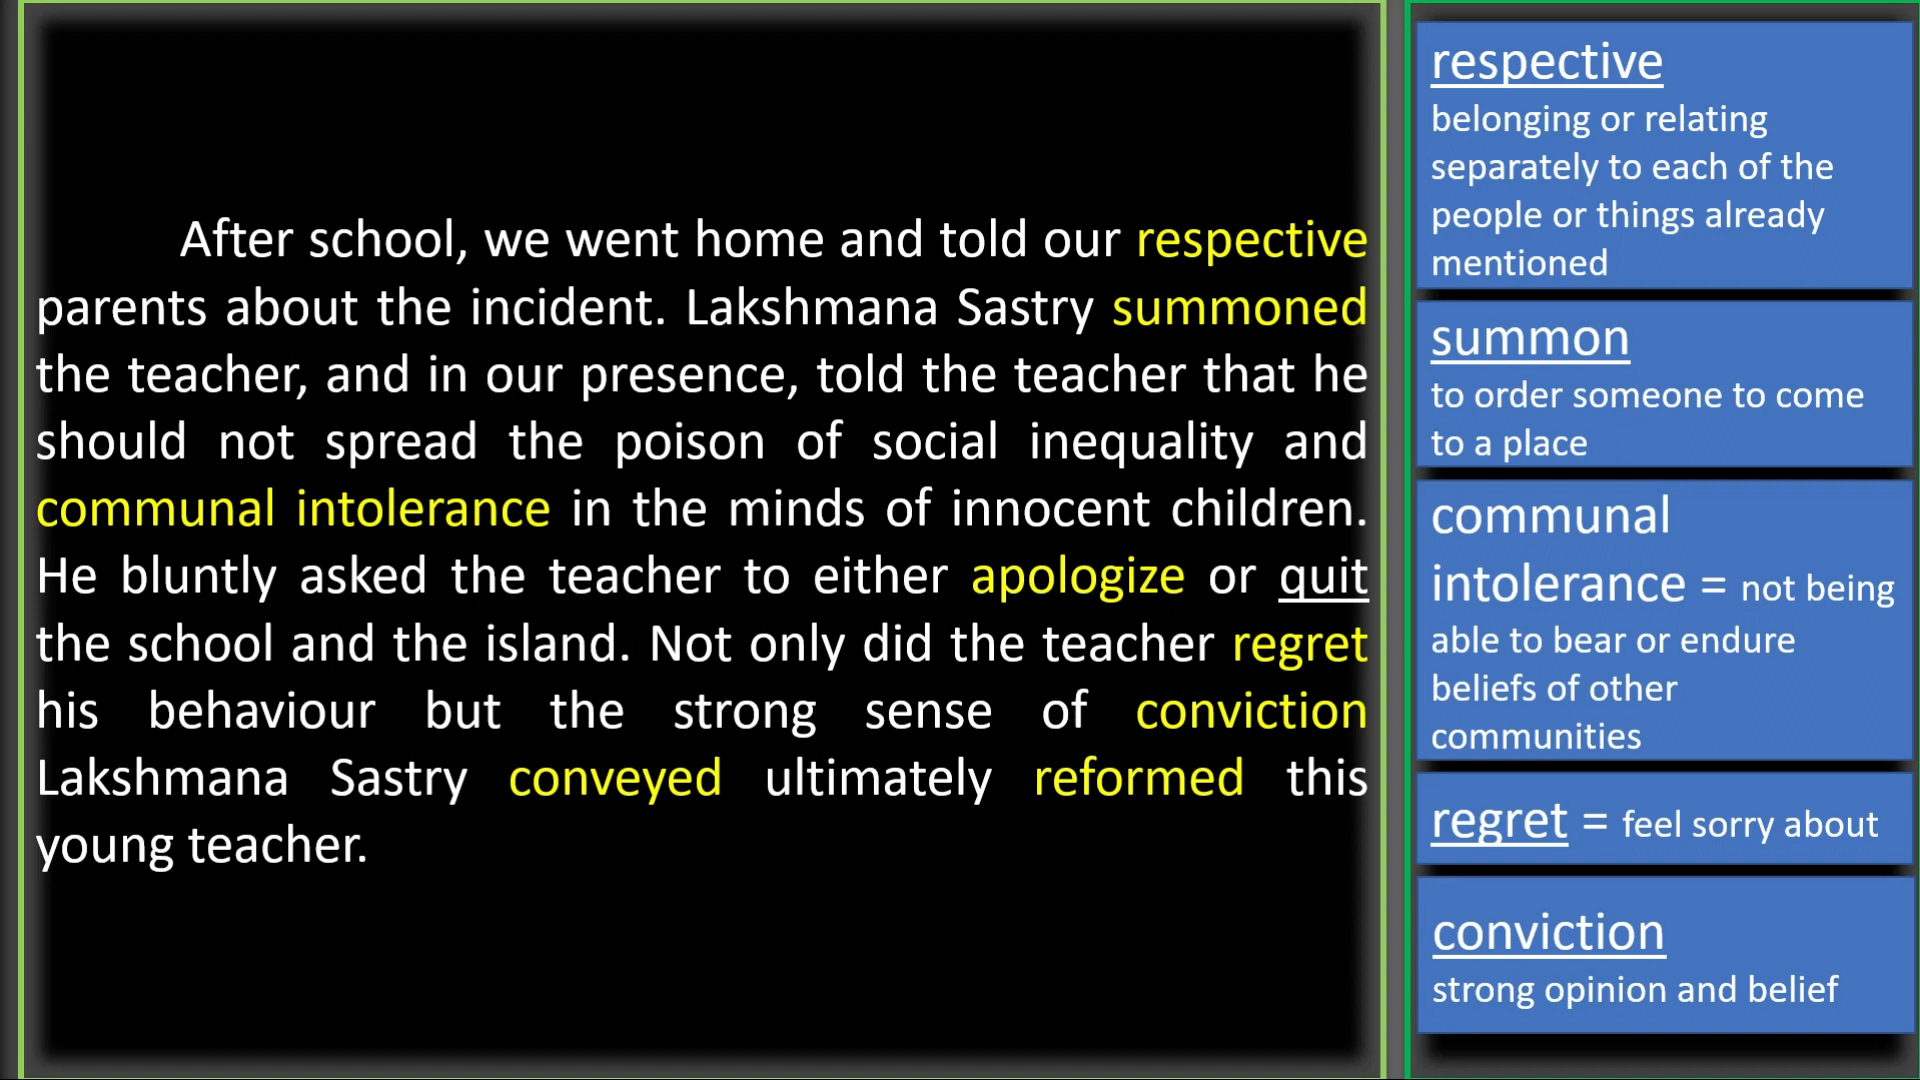 After school, we went home and told our respective
parents about the incident. Lakshmana Sastry summoned
the teacher, and in our presence, told the teacher that he
should not spread the poison of social inequality and
communal intolerance in the minds of innocent children.
He bluntly asked the teacher to either apologize or quit
the school and the island. Not only did the teacher regret
his behaviour but the strong sense of conviction
Lakshmana Sastry conveyed ultimately reformed this
young teacher.
respective
belonging or relating
separately to each of the
people or things already
mentioned
summon
to order someone to come
to a place
communal
intolerance = not being
able to bear or endure
beliefs of other
communities
regret = feel sorry about
conviction
strong opinion and belief